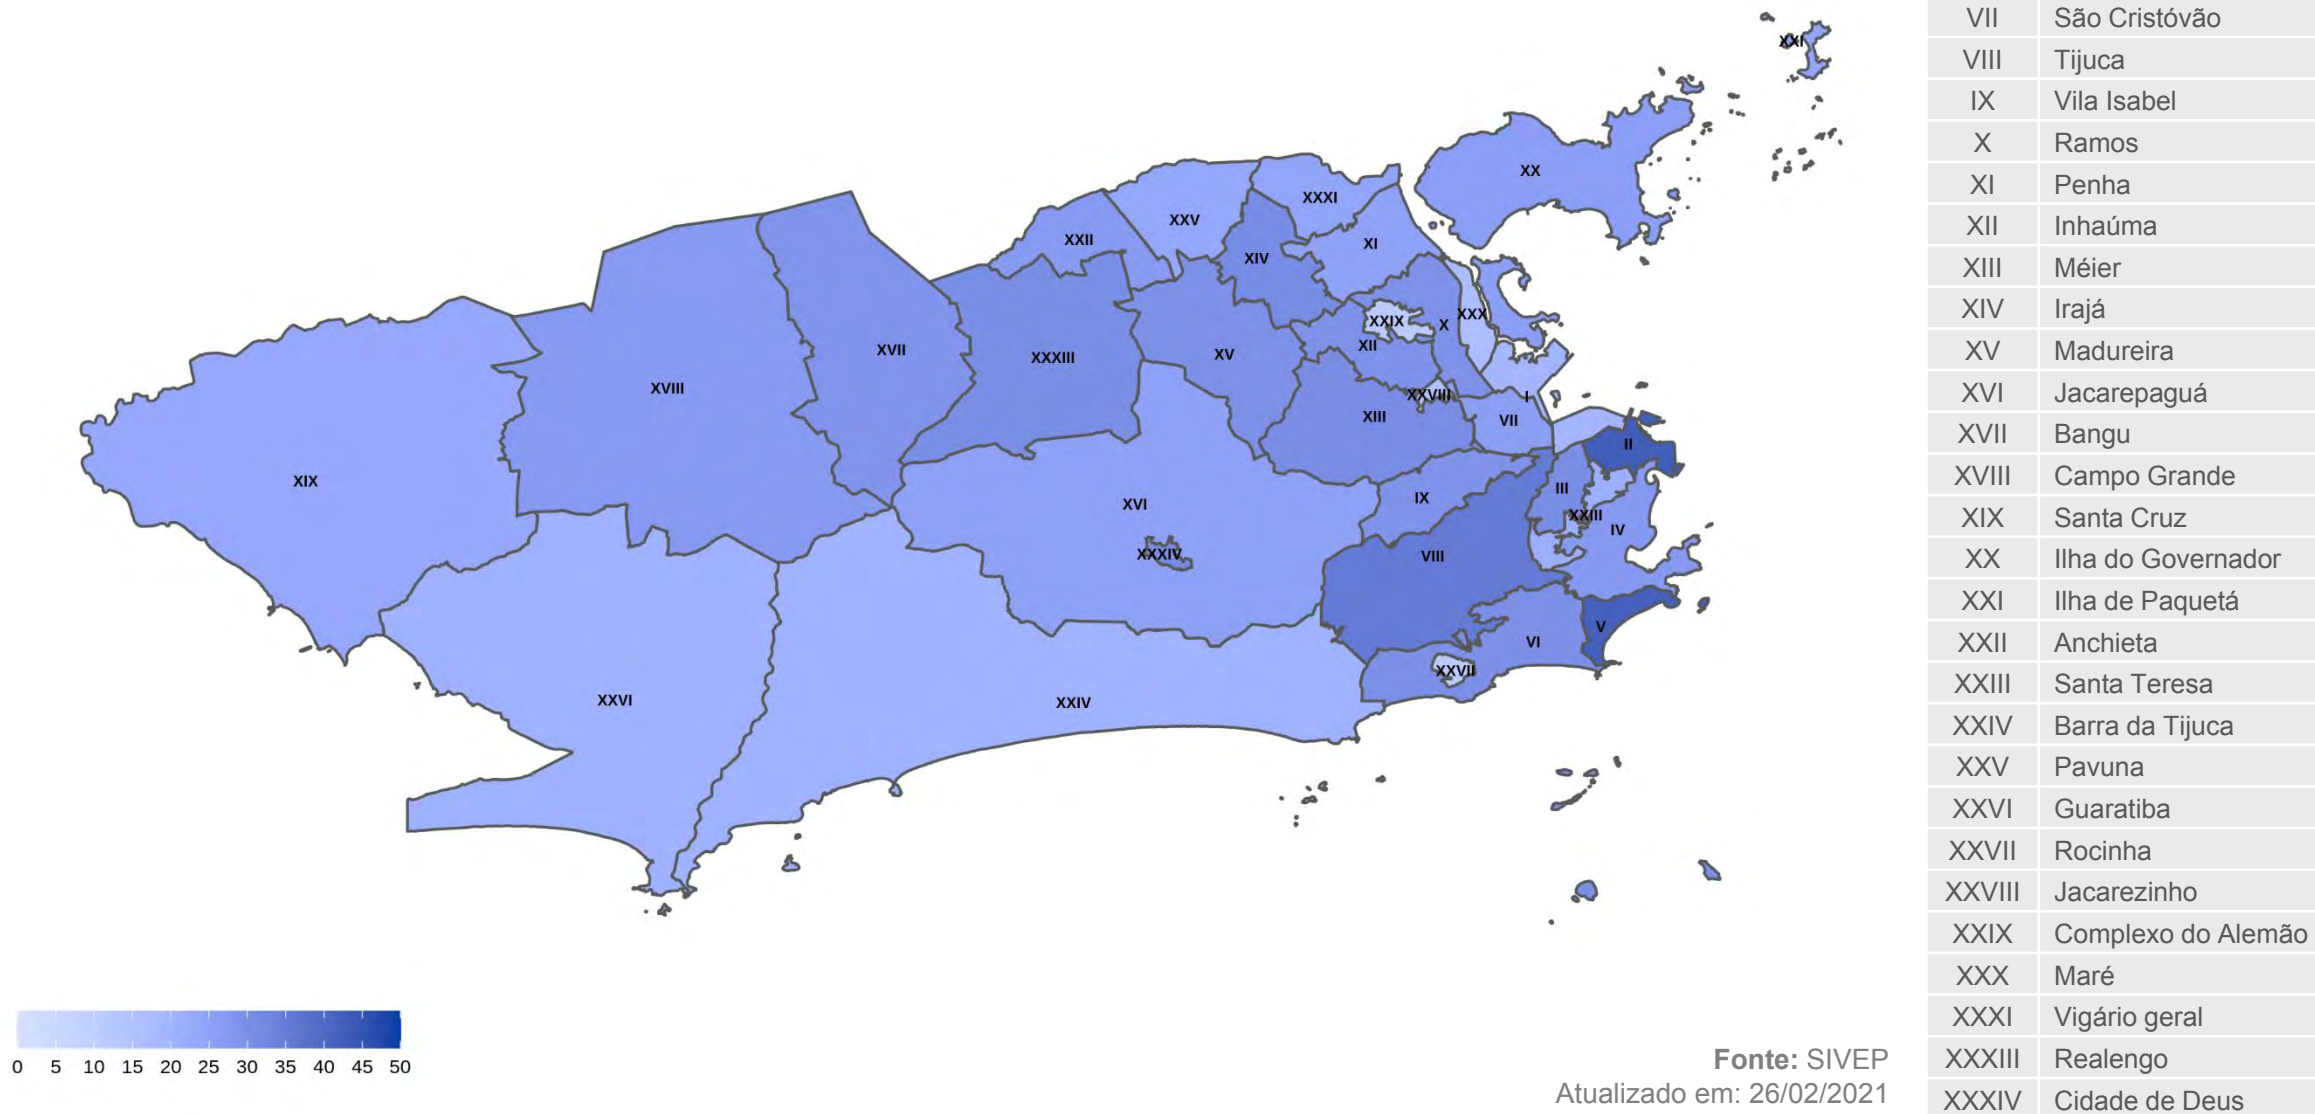 XXI
XX
XXXI
XXV
XXII
XI
XIV
XXX
XXIX
X
XII
XVII
XXXIII
XV
XVIII
XXVIII
I
XIII
VII
II
XIX
III
IX
XVI
XXIII
IV
XXXIV
VIII
V
VI
XXVII
XXVI
XXIV
0 5 10 15 20 25 30 35 40 45 50
Fonte: SIVEP
Atualizado em: 26/02/2021
VII São Cristóvão
VIII Tijuca
IX Vila Isabel
X Ramos
XI Penha
XII Inhaúma
XIII Méier
XIV Irajá
XV Madureira
XVI Jacarepaguá
XVII Bangu
XVIII Campo Grande
XIX Santa Cruz
XX Ilha do Governador
XXI Ilha de Paquetá
XXII Anchieta
XXIII Santa Teresa
XXIV Barra da Tijuca
XXV Pavuna
XXVI Guaratiba
XXVII Rocinha
XXVIII Jacarezinho
XXIX Complexo do Alemão
XXX Maré
XXXI Vigário geral
XXXIII Realengo
XXXIV Cidade de Deus